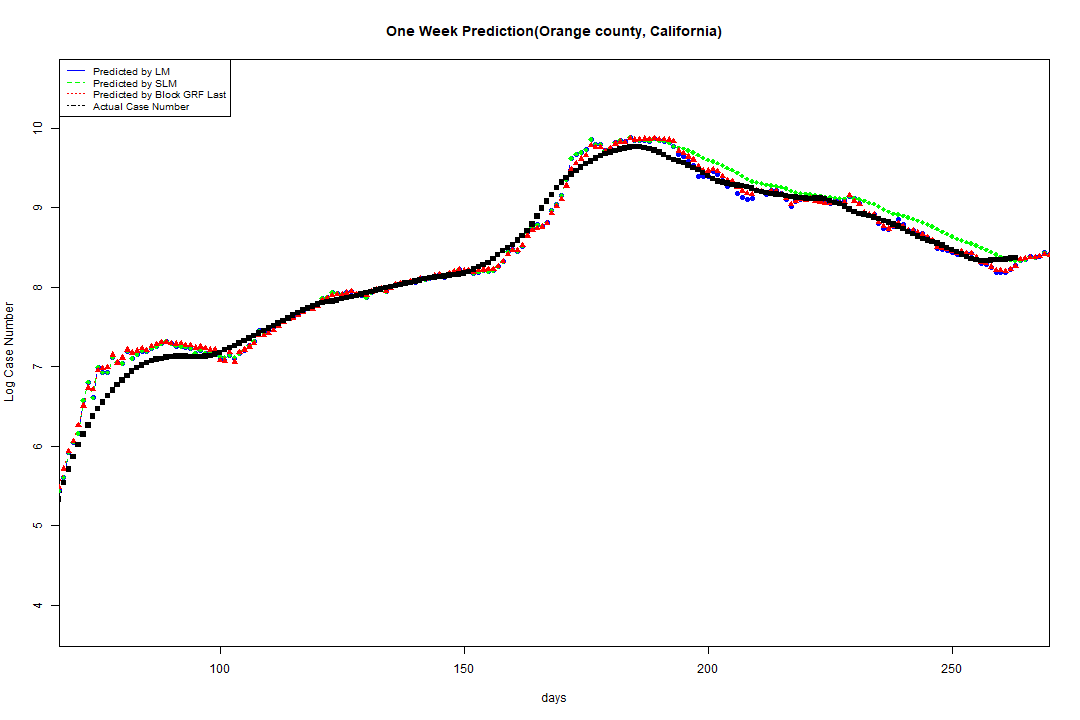 One Week Prediction(Orange county, California)
Predicted by LM
Predicted by SLM
Predicted by Block GRF Last
Actual Case Number
10
9
8
7
6
5
4
Log Case Number
100 150 200 250
days